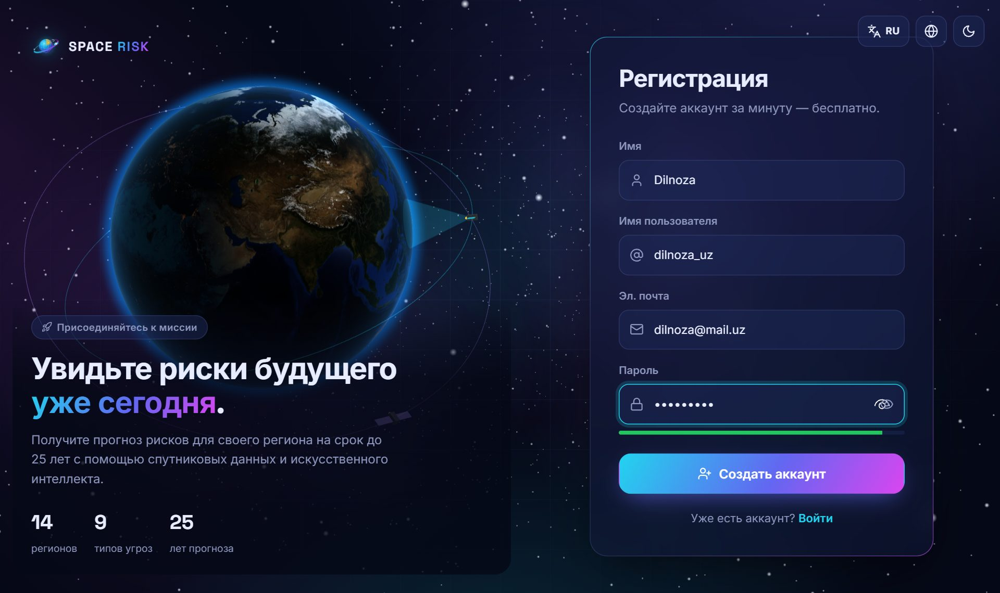 SPACE RISK
RU
Присоединяйтесь к миссии
Увидьте риски будущего
уже сегодня.
Получите прогноз рисков для своего региона на срок до
25 лет с помощью спутниковых данных и искусственного
интеллекта.
14 9 25
регионов типов угроз лет прогноза
Регистрация
Создайте аккаунт за минуту — бесплатно.
Имя
Dilnoza
Имя пользователя
dilnoza_uz
Эл. почта
dilnoza@mail.uz
Пароль
•••••••••
Создать аккаунт
Уже есть аккаунт? Войти